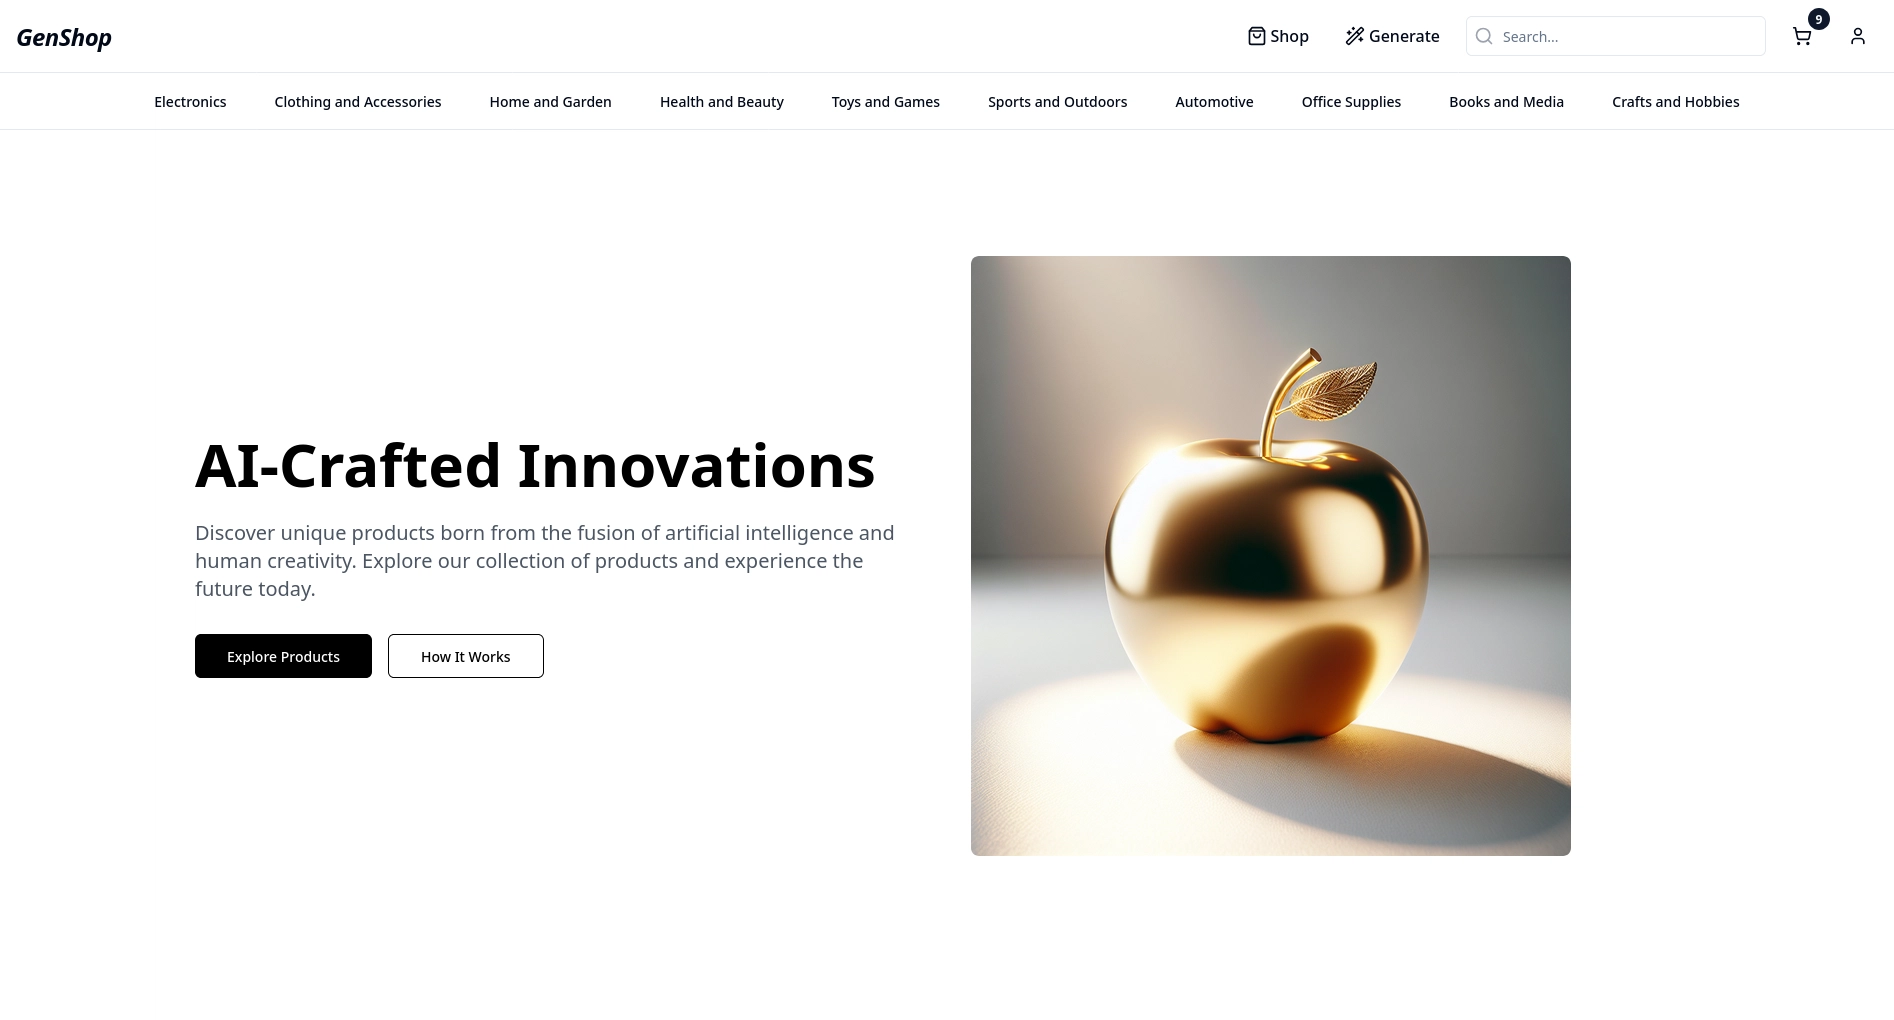 GenShop
Shop
Generate
Search...
9
Electronics
Clothing and Accessories
Home and Garden
Health and Beauty
Toys and Games
Sports and Outdoors
Automotive
Office Supplies
Books and Media
Crafts and Hobbies
AI-Crafted Innovations
Discover unique products born from the fusion of artificial intelligence and
human creativity. Explore our collection of products and experience the
future today.
Explore Products
How It Works